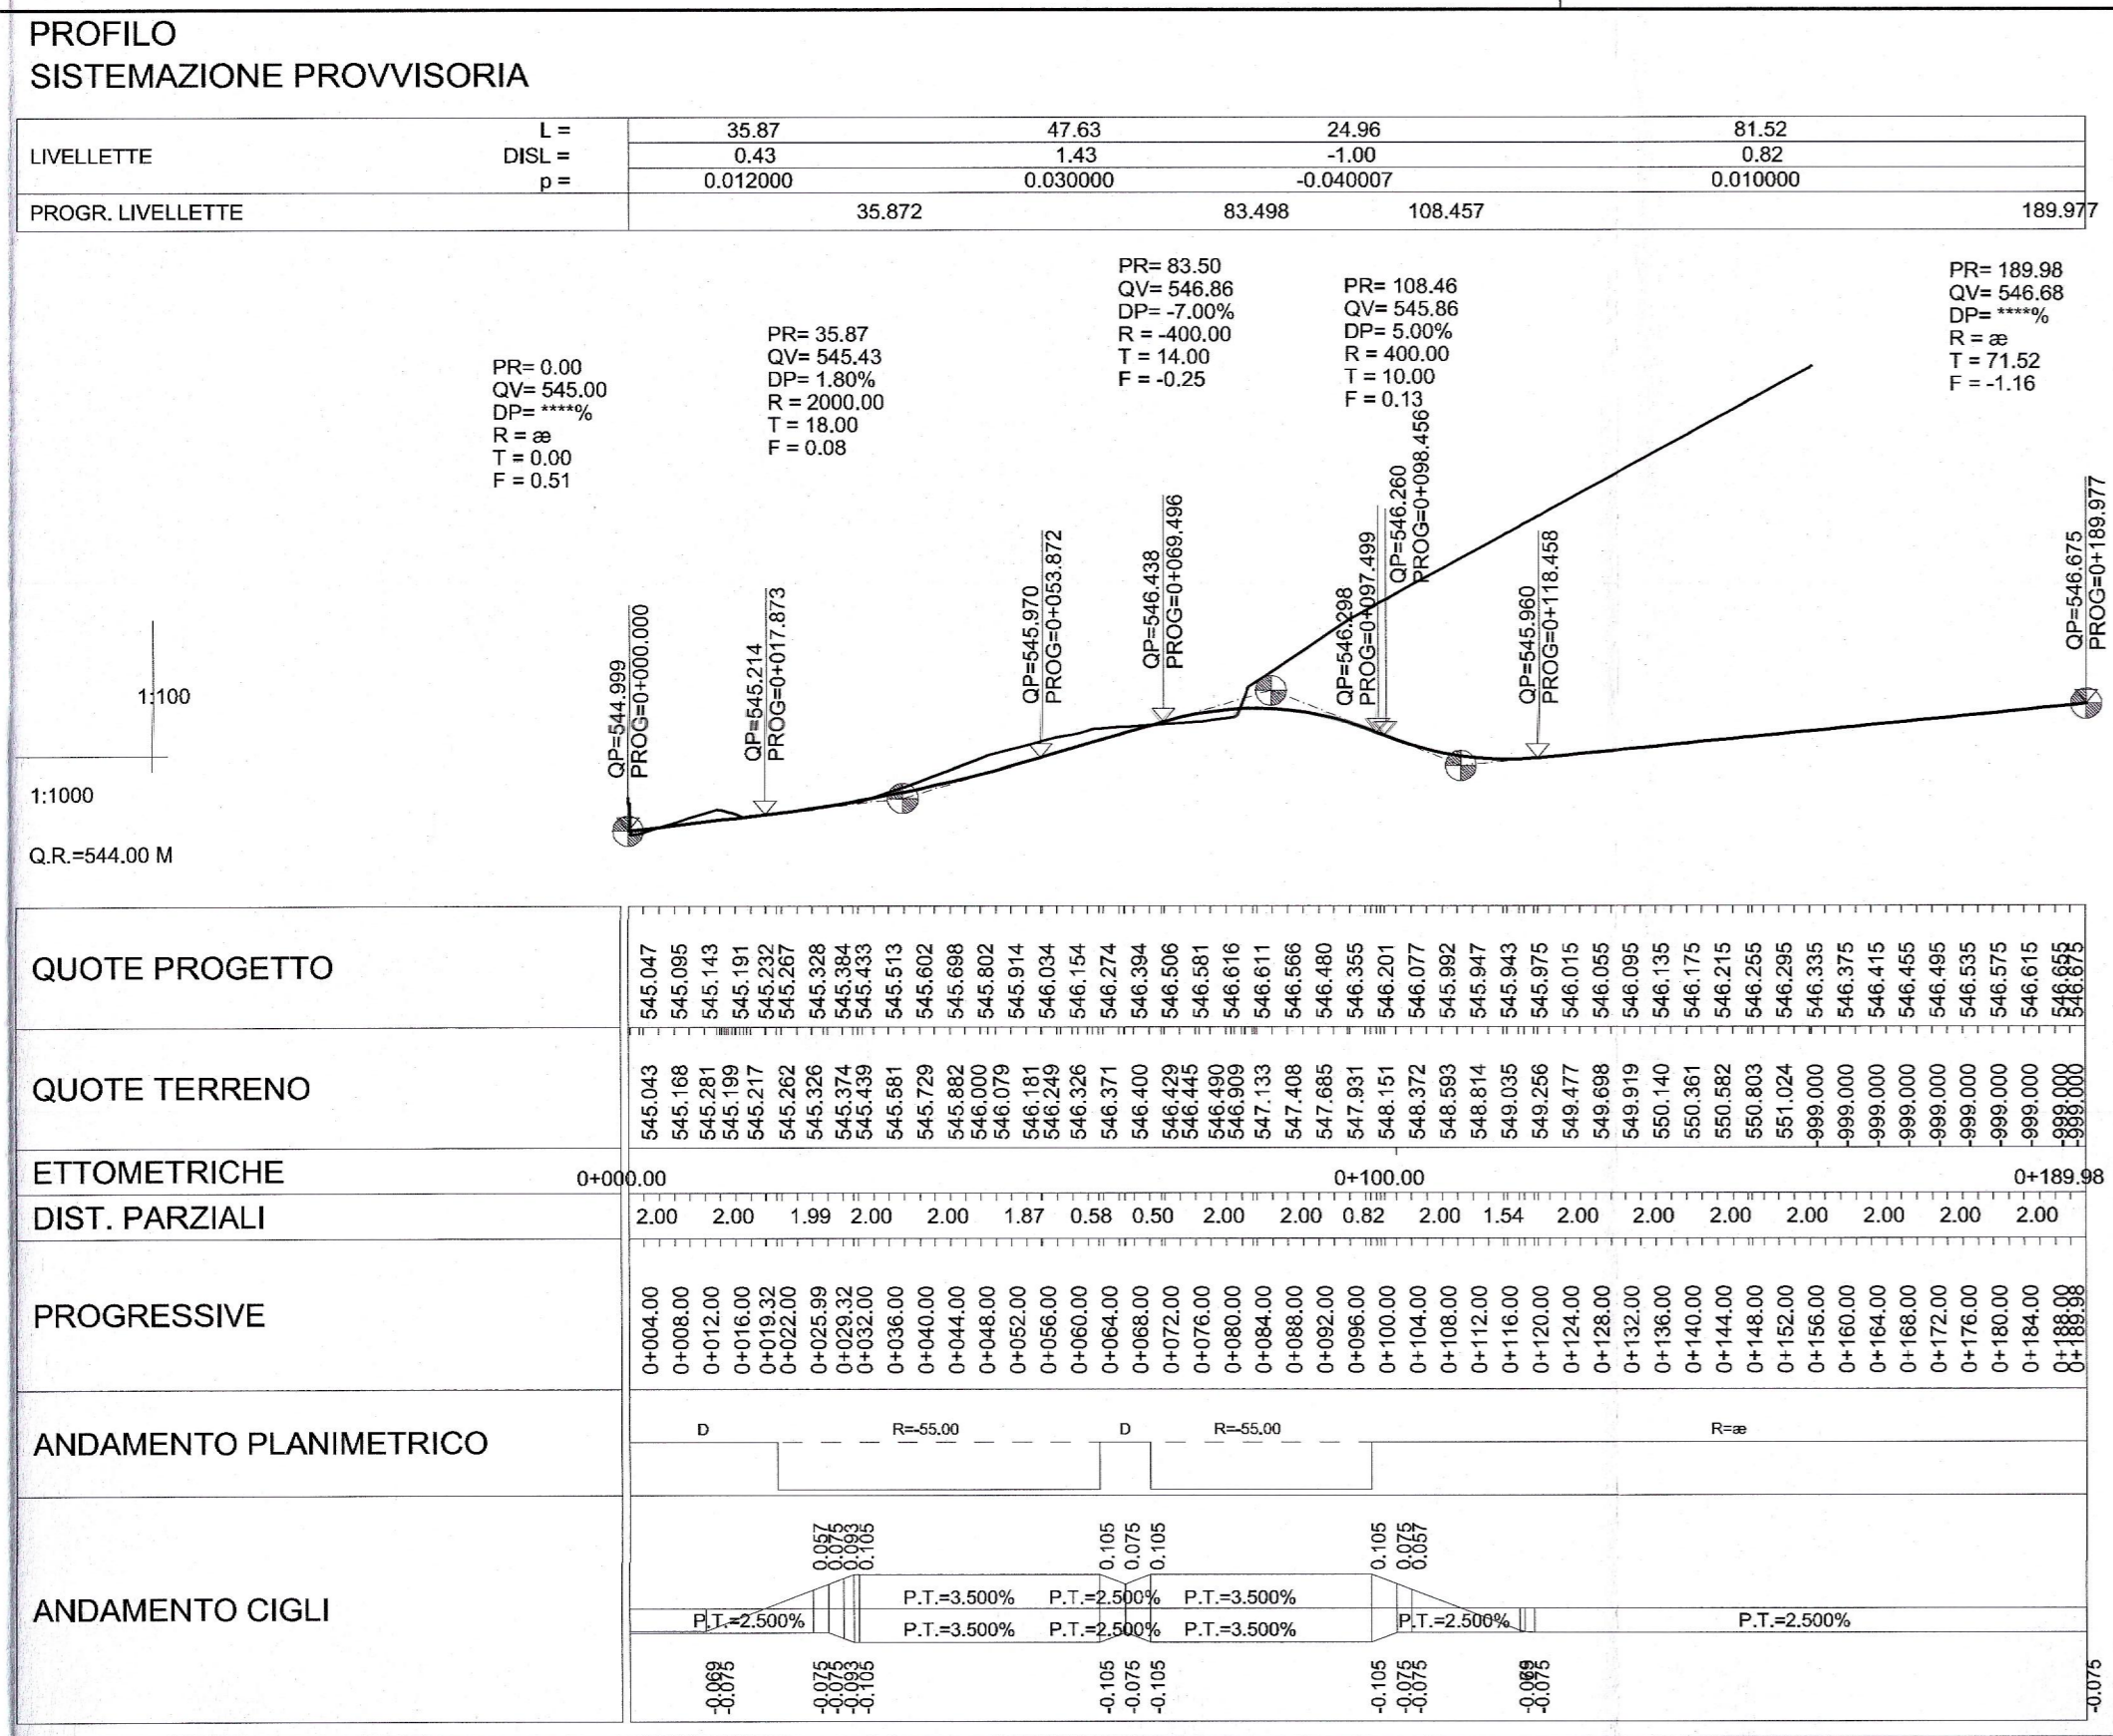 PROFILO
SISTEMAZIONE PROVVISORIA
LIVELLETTE
L = 35.87 47.63 24.96 81.52
DISL = 0.43 1.43 -1.00 0.82
p = 0.012000 0.030000 -0.040007 0.010000
PROGR. LIVELLETTE 35.872 83.498 108.457 189.977
PR= 0.00
QV= 545.00
DP= ****%
R = æ
T = 0.00
F = 0.51
PR= 35.87
QV= 545.43
DP= 1.80%
R = 2000.00
T = 18.00
F = 0.08
PR= 83.50
QV= 546.86
DP= -7.00%
R = -400.00
T = 14.00
F = -0.25
PR= 108.46
QV= 545.86
DP= 5.00%
R = 400.00
T = 10.00
F = 0.13
PR= 189.98
QV= 546.68
DP= ****%
R = æ
T = 71.52
F = -1.16
QP=544.999
PROG=0+000.000
QP=545.214
PROG=0+017.873
QP=545.970
PROG=0+053.872
QP=546.438
PROG=0+069.496
QP=546.298
PROG=0+097.499
QP=546.260
PROG=0+098.456
QP=545.960
PROG=0+118.458
QP=546.675
PROG=0+189.977
1:100
1:1000
Q.R.=544.00 M
QUOTE PROGETTO
545.047 545.095 545.143 545.191 545.232 545.267 545.328 545.384 545.433 545.513 545.602 545.698 545.802 545.914 546.034 546.154 546.274 546.394 546.506 546.581 546.616 546.611 546.566 546.480 546.355 546.201 546.077 545.992 545.947 545.943 545.975 546.015 546.055 546.095 546.135 546.175 546.215 546.255 546.295 546.335 546.375 546.415 546.455 546.495 546.535 546.575 546.615 546.655 546.675
QUOTE TERRENO
545.043 545.168 545.281 545.199 545.217 545.262 545.326 545.374 545.439 545.581 545.729 545.882 546.000 546.079 546.181 546.249 546.326 546.371 546.400 546.429 546.445 546.490 546.909 547.133 547.408 547.685 547.931 548.151 548.372 548.593 548.814 549.035 549.256 549.477 549.698 549.919 550.140 550.361 550.582 550.803 551.024 -999.000 -999.000 -999.000 -999.000 -999.000 -999.000 -999.000 -999.000 -999.000 -999.000
ETTOMETRICHE
0+000.00 0+100.00 0+189.98
DIST. PARZIALI
2.00 2.00 1.99 2.00 2.00 1.87 0.58 0.50 2.00 2.00 0.82 2.00 1.54 2.00 2.00 2.00 2.00 2.00 2.00 2.00
PROGRESSIVE
0+004.00 0+008.00 0+012.00 0+016.00 0+019.32 0+022.00 0+025.99 0+029.32 0+032.00 0+036.00 0+040.00 0+044.00 0+048.00 0+052.00 0+056.00 0+060.00 0+064.00 0+068.00 0+072.00 0+076.00 0+080.00 0+084.00 0+088.00 0+092.00 0+096.00 0+100.00 0+104.00 0+108.00 0+112.00 0+116.00 0+120.00 0+124.00 0+128.00 0+132.00 0+136.00 0+140.00 0+144.00 0+148.00 0+152.00 0+156.00 0+160.00 0+164.00 0+168.00 0+172.00 0+176.00 0+180.00 0+184.00 0+188.00 0+189.98
ANDAMENTO PLANIMETRICO
D R=-55.00 D R=-55.00 R=æ
ANDAMENTO CIGLI
0.057 0.075 0.093 0.105 0.105 0.075 0.105 0.105 0.075 0.057
P.T.=3.500% P.T.=2.500% P.T.=3.500%
P.T.=2.500% P.T.=3.500% P.T.=2.500% P.T.=3.500% P.T.=2.500% P.T.=2.500%
-0.069 -0.075 -0.075 -0.075 -0.093 -0.105 -0.105 -0.075 -0.105 -0.105 -0.075 -0.075 -0.075 -0.075